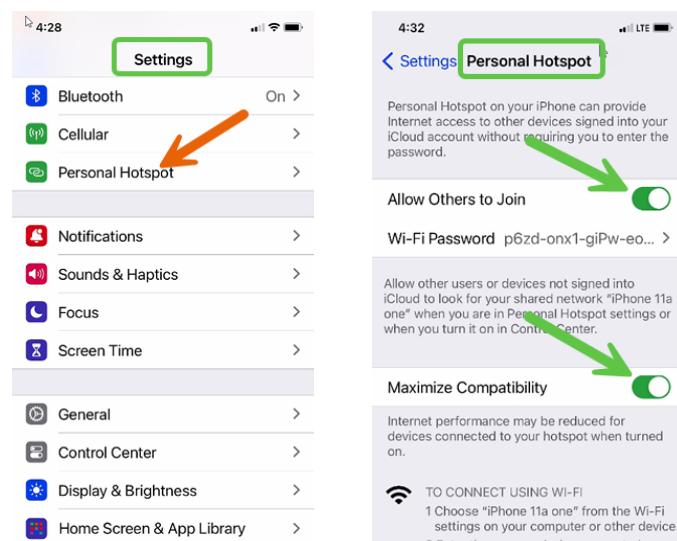 4:28
Settings
Bluetooth On
Cellular
Personal Hotspot
Notifications
Sounds & Haptics
Focus
Screen Time
General
Control Center
Display & Brightness
Home Screen & App Library
4:32 LTE
Settings Personal Hotspot
Personal Hotspot on your iPhone can provide
Internet access to other devices signed into your
iCloud account without requiring you to enter the
password.
Allow Others to Join
Wi-Fi Password p6zd-onx1-giPw-eo...
Allow other users or devices not signed into
iCloud to look for your shared network "iPhone 11a
one" when you are in Personal Hotspot settings or
when you turn it on in Control Center.
Maximize Compatibility
Internet performance may be reduced for
devices connected to your hotspot when turned
on.
TO CONNECT USING WI-FI
1 Choose "iPhone 11a one" from the Wi-Fi
settings on your computer or other device